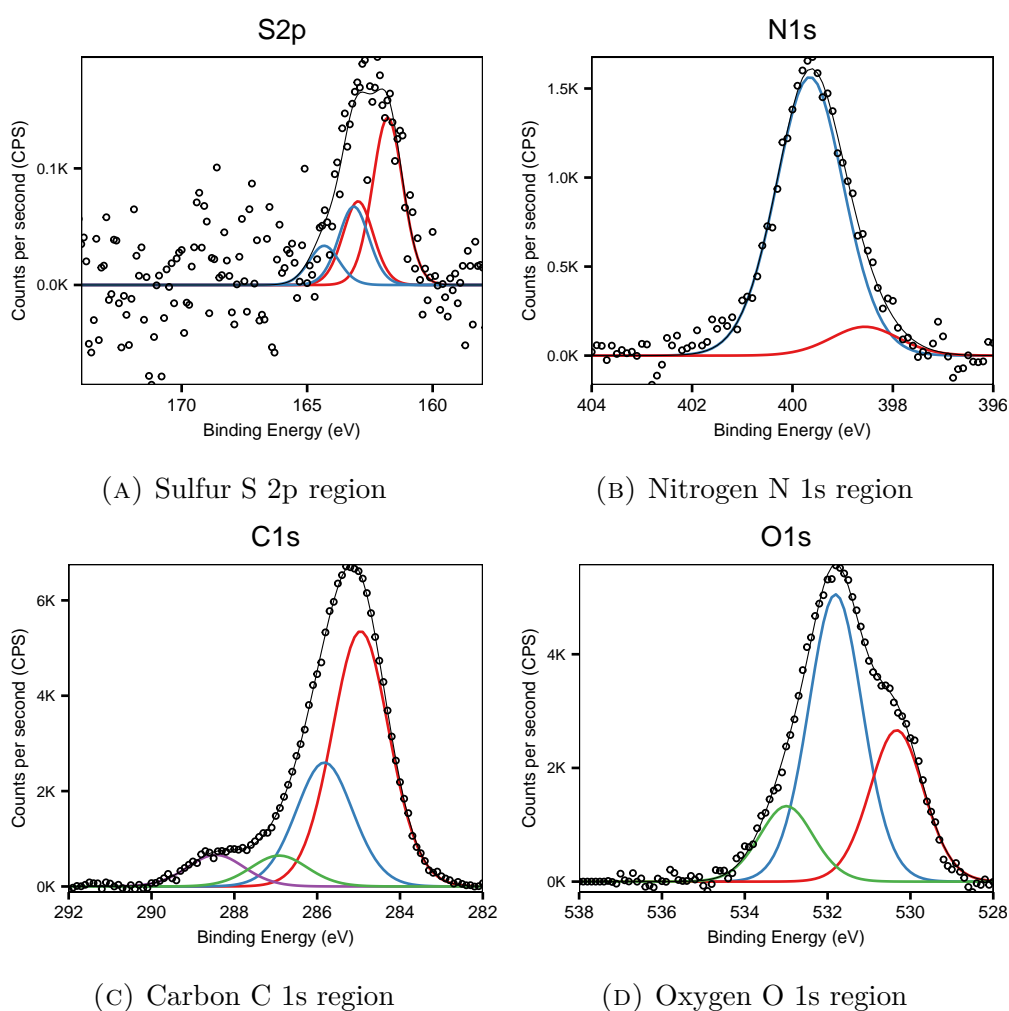 S2p
Counts per second (CPS)
0.1K
0.0K
170 165 160
Binding Energy (eV)
(A) Sulfur S 2p region
N1s
Counts per second (CPS)
1.5K
1.0K
0.5K
0.0K
404 402 400 398 396
Binding Energy (eV)
(B) Nitrogen N 1s region
C1s
Counts per second (CPS)
6K
4K
2K
0K
292 290 288 286 284 282
Binding Energy (eV)
(C) Carbon C 1s region
O1s
Counts per second (CPS)
4K
2K
0K
538 536 534 532 530 528
Binding Energy (eV)
(D) Oxygen O 1s region